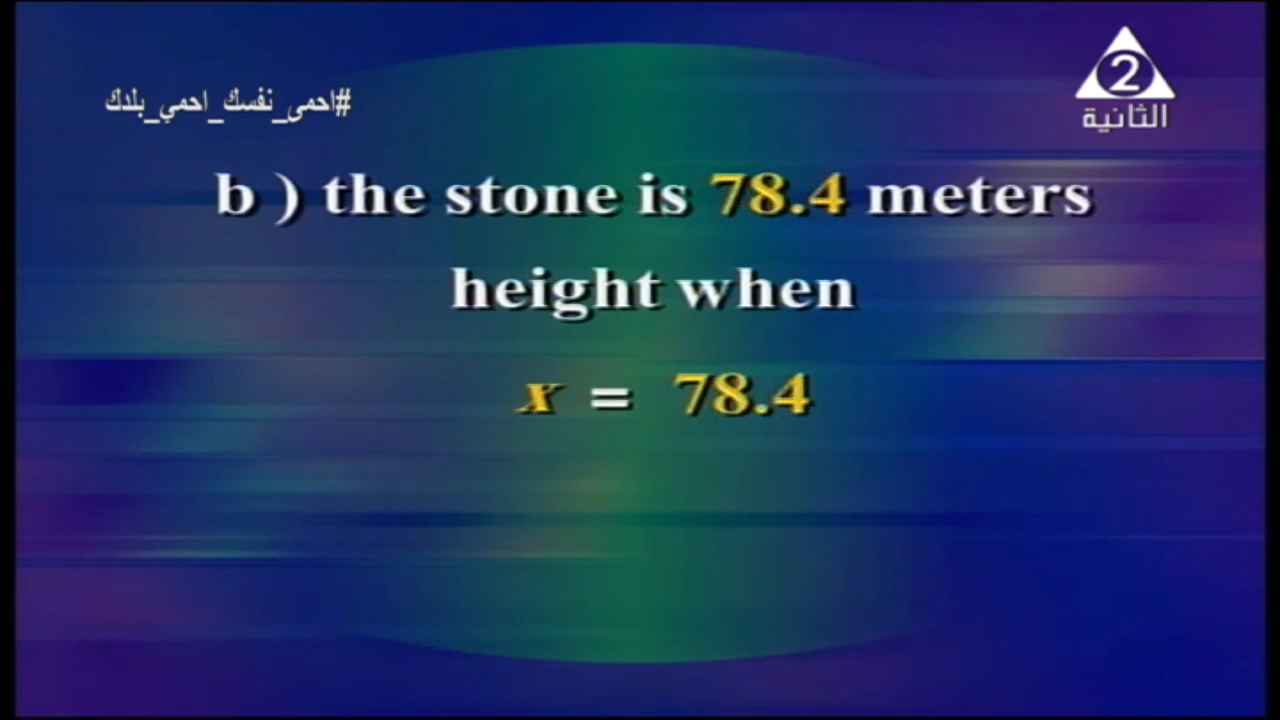 #احمى_نفسك_احمي_بلدك
2
الثانية
b ) the stone is 78.4 meters
height when
x = 78.4